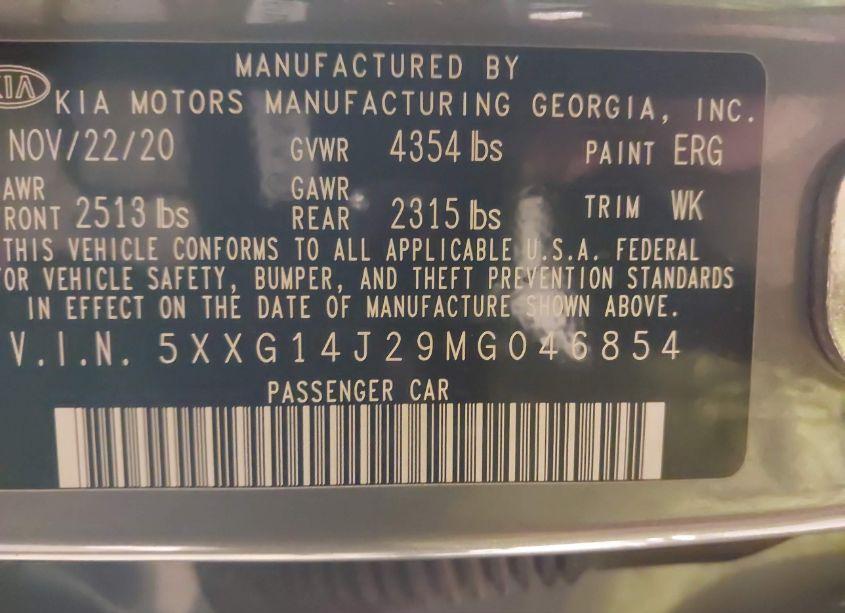 MANUFACTURED BY
KIA KIA MOTORS MANUFACTURING GEORGIA, INC.
NOV/22/20 GVWR 4354 lbs PAINT ERG
AWR FRONT 2513 lbs GAWR REAR 2315 lbs TRIM WK
THIS VEHICLE CONFORMS TO ALL APPLICABLE U.S.A. FEDERAL
FOR VEHICLE SAFETY, BUMPER, AND THEFT PREVENTION STANDARDS
IN EFFECT ON THE DATE OF MANUFACTURE SHOWN ABOVE.
V.I.N. 5XXG14J29MG046854
PASSENGER CAR